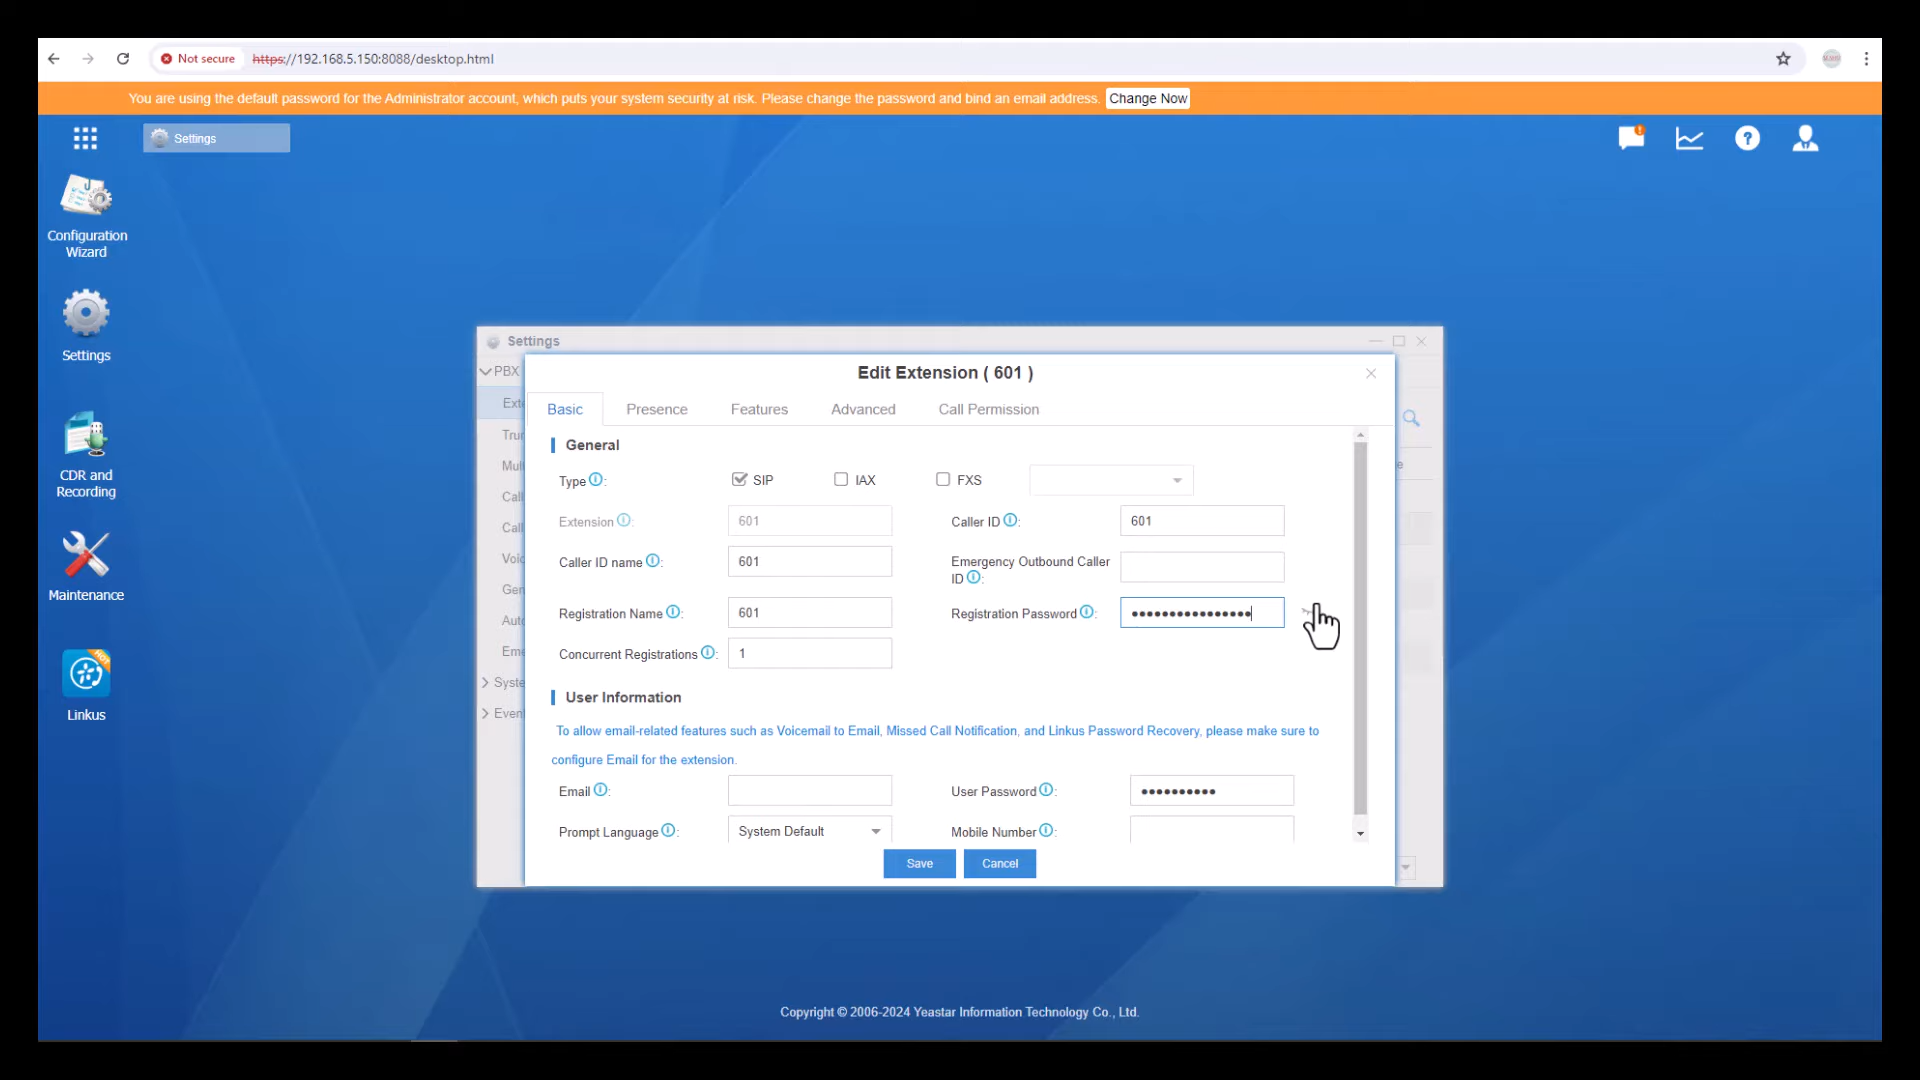 Not secure https://192.168.5.150:8088/desktop.html
You are using the default password for the Administrator account, which puts your system security at risk. Please change the password and bind an email address. Change Now
Settings
Configuration
Wizard
Settings
CDR and
Recording
Maintenance
HOT
Linkus
Settings
PBX
Edit Extension ( 601 )
Basic Presence Features Advanced Call Permission
General
Type : SIP IAX FXS
Extension : 601 Caller ID : 601
Caller ID name : 601 Emergency Outbound Caller
ID :
Registration Name : 601 Registration Password : ••••••••••••••••
Concurrent Registrations : 1
User Information
To allow email-related features such as Voicemail to Email, Missed Call Notification, and Linkus Password Recovery, please make sure to
configure Email for the extension.
Email : User Password : ••••••••••
Prompt Language : System Default Mobile Number :
Save Cancel
Copyright © 2006-2024 Yeastar Information Technology Co., Ltd.